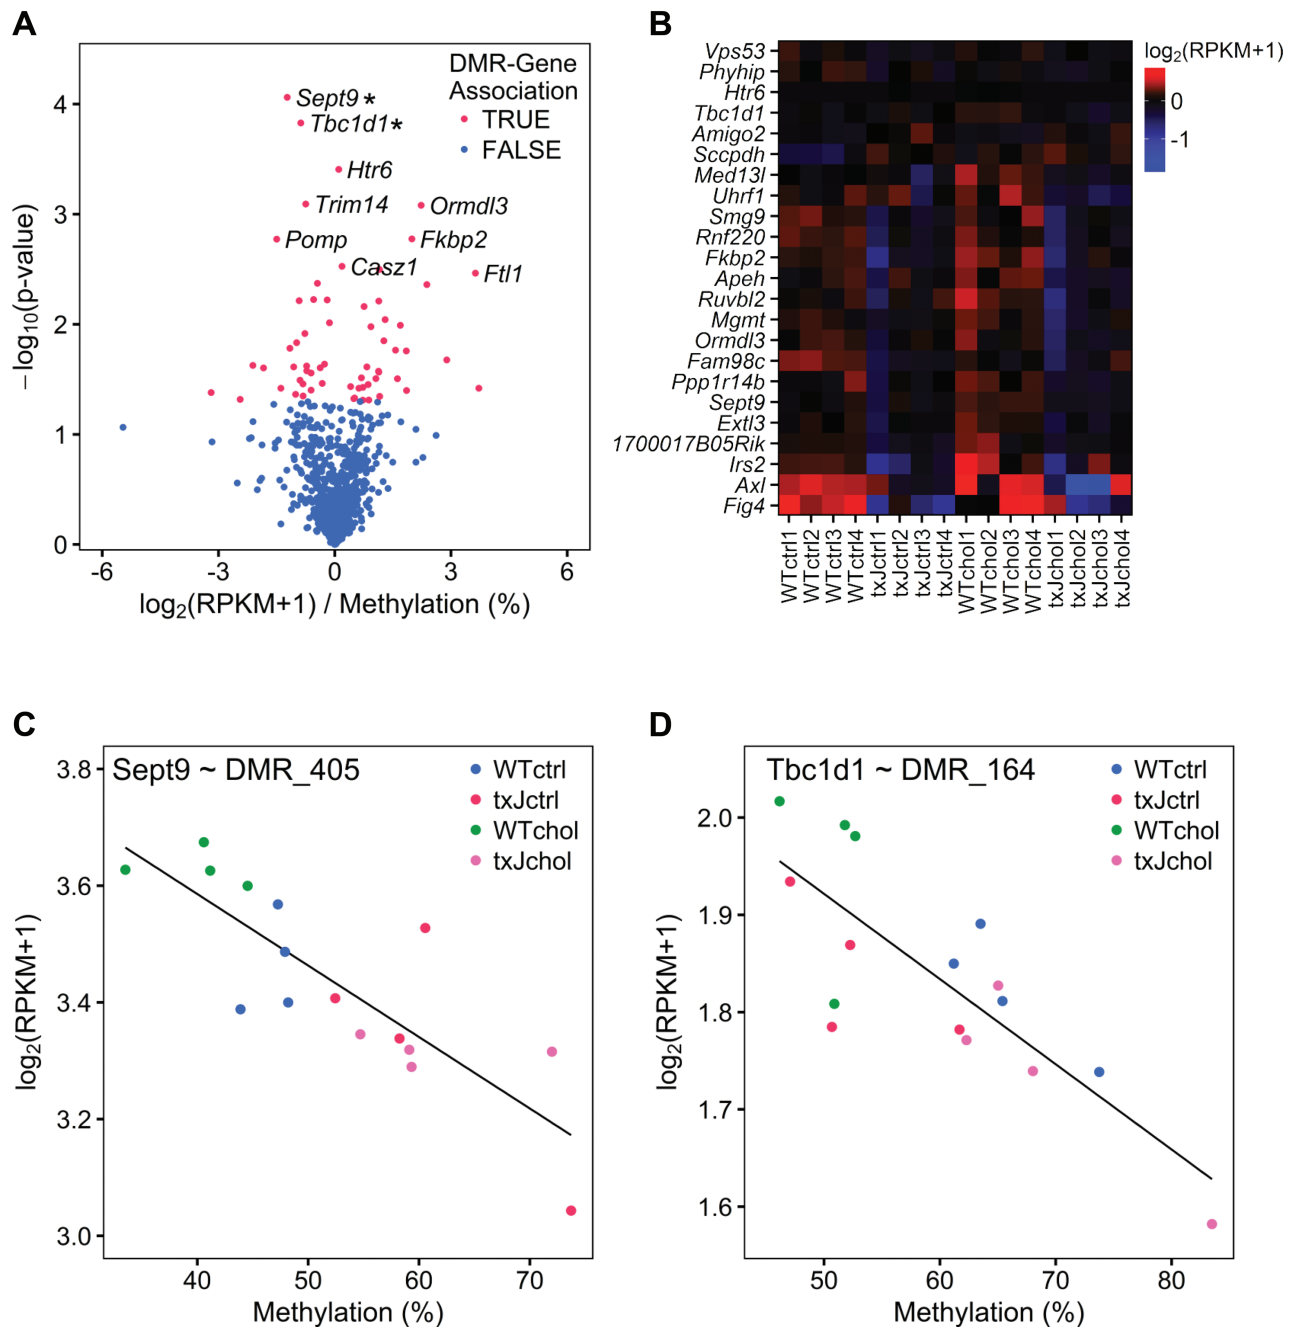 A
DMR-Gene
Association
TRUE
FALSE
Sept9 *
Tbc1d1*
Htr6
Trim14
Ormdl3
Pomp
Fkbp2
Casz1
Ftl1
4
3
2
1
0
-6
-3
0
3
6
−log10(p-value)
log2(RPKM+1) / Methylation (%)
B
Vps53
Phyhip
Htr6
Tbc1d1
Amigo2
Sccpdh
Med13l
Uhrf1
Smg9
Rnf220
Fkbp2
Apeh
Ruvbl2
Mgmt
Ormdl3
Fam98c
Ppp1r14b
Sept9
Extl3
1700017B05Rik
Irs2
Axl
Fig4
WTctrl1
WTctrl2
WTctrl3
WTctrl4
txJctrl1
txJctrl2
txJctrl3
txJctrl4
WTchol1
WTchol2
WTchol3
WTchol4
txJchol1
txJchol2
txJchol3
txJchol4
log2(RPKM+1)
0
-1
C
Sept9 ~ DMR_405
WTctrl
txJctrl
WTchol
txJchol
3.8
3.6
3.4
3.2
3.0
40
50
60
70
log2(RPKM+1)
Methylation (%)
D
Tbc1d1 ~ DMR_164
WTctrl
txJctrl
WTchol
txJchol
2.0
1.9
1.8
1.7
1.6
50
60
70
80
log2(RPKM+1)
Methylation (%)